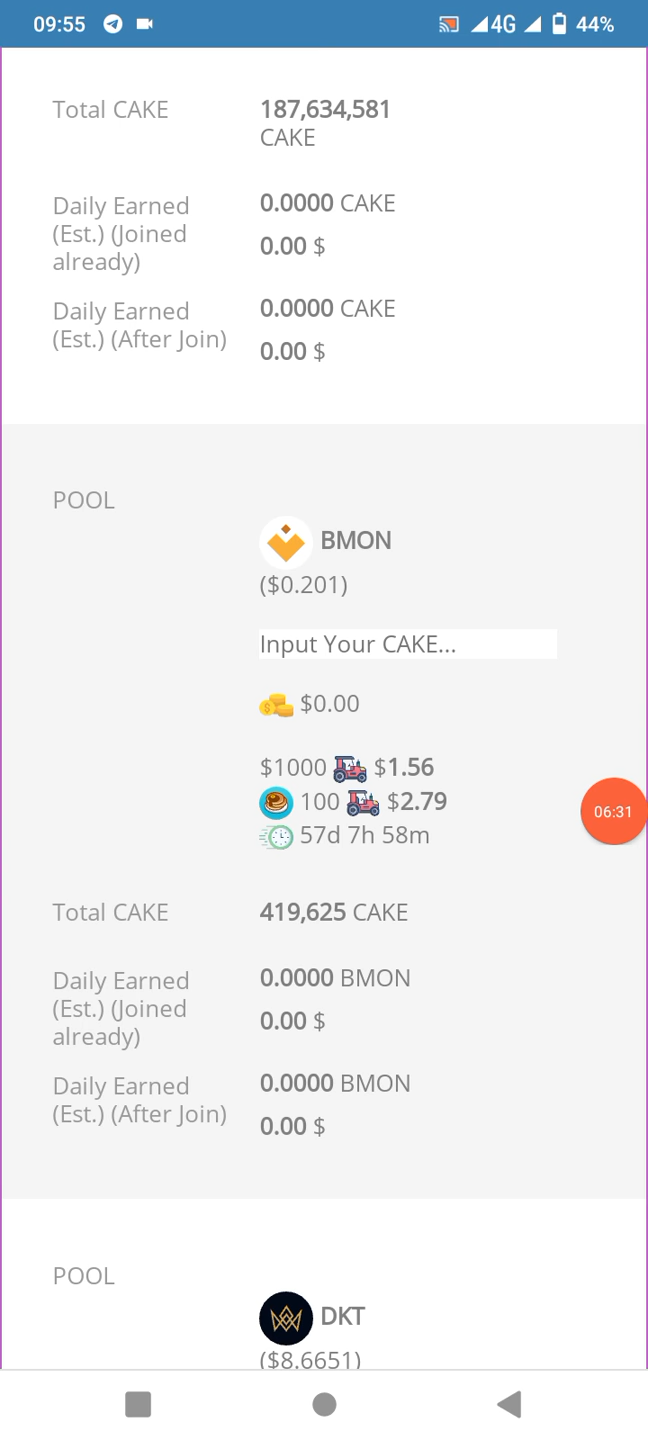 09:55
4G
44%
Total CAKE
187,634,581
CAKE
Daily Earned
(Est.) (Joined
already)
0.0000 CAKE
0.00 $
Daily Earned
(Est.) (After Join)
0.0000 CAKE
0.00 $
POOL
BMON
($0.201)
Input Your CAKE...
$0.00
$1000 $1.56
100 $2.79
57d 7h 58m
06:31
Total CAKE
419,625 CAKE
Daily Earned
(Est.) (Joined
already)
0.0000 BMON
0.00 $
Daily Earned
(Est.) (After Join)
0.0000 BMON
0.00 $
POOL
DKT
($8.6651)